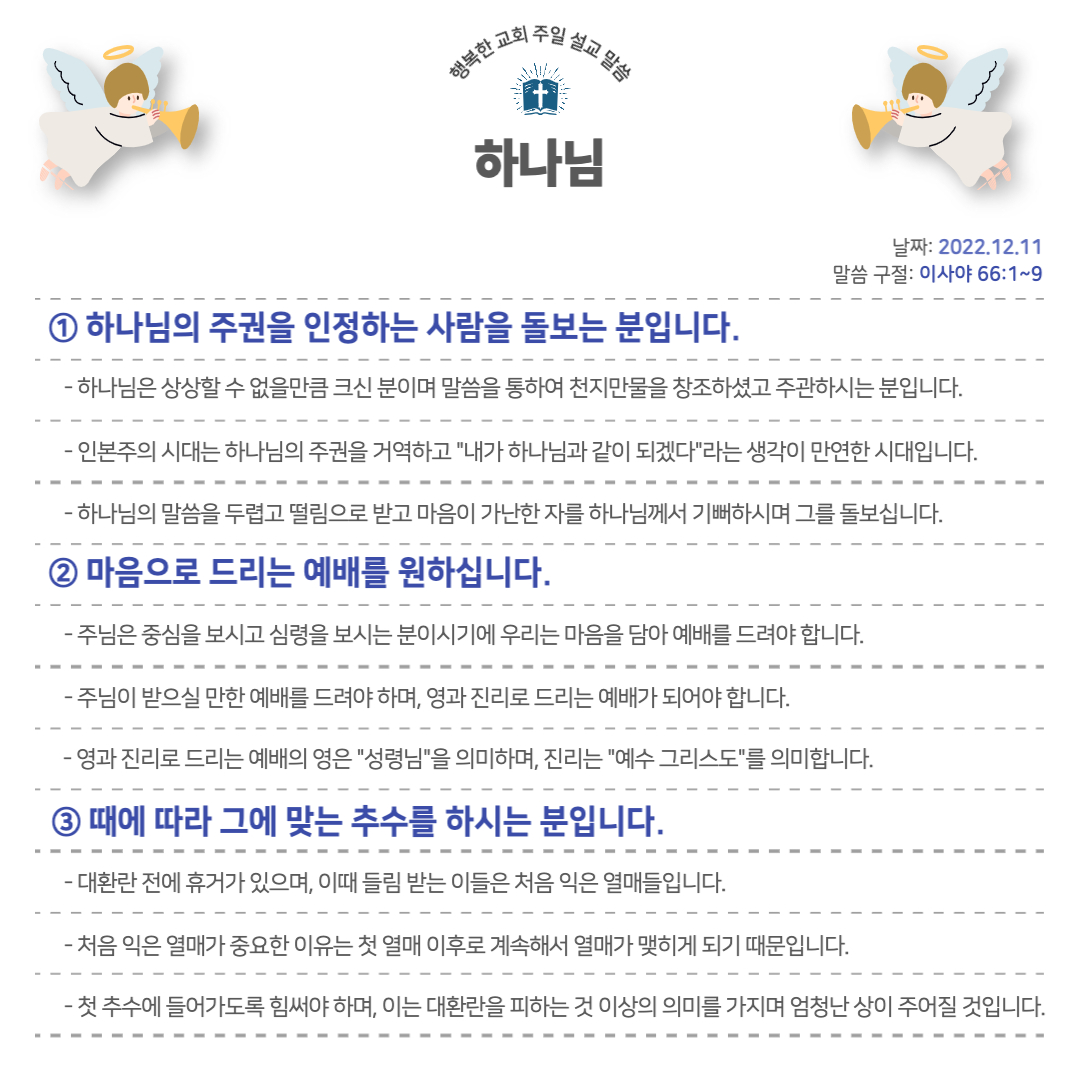 행복한 교회 주일 설교 말씀
하나님
날짜: 2022.12.11
말씀 구절: 이사야 66:1~9
① 하나님의 주권을 인정하는 사람을 돌보는 분입니다.
- 하나님은 상상할 수 없을만큼 크신 분이며 말씀을 통하여 천지만물을 창조하셨고 주관하시는 분입니다.
- 인본주의 시대는 하나님의 주권을 거역하고 "내가 하나님과 같이 되겠다"라는 생각이 만연한 시대입니다.
- 하나님의 말씀을 두렵고 떨림으로 받고 마음이 가난한 자를 하나님께서 기뻐하시며 그를 돌보십니다.
② 마음으로 드리는 예배를 원하십니다.
- 주님은 중심을 보시고 심령을 보시는 분이시기에 우리는 마음을 담아 예배를 드려야 합니다.
- 주님이 받으실 만한 예배를 드려야 하며, 영과 진리로 드리는 예배가 되어야 합니다.
- 영과 진리로 드리는 예배의 영은 "성령님"을 의미하며, 진리는 "예수 그리스도"를 의미합니다.
③ 때에 따라 그에 맞는 추수를 하시는 분입니다.
- 대환란 전에 휴거가 있으며, 이때 들림 받는 이들은 처음 익은 열매들입니다.
- 처음 익은 열매가 중요한 이유는 첫 열매 이후로 계속해서 열매가 맺히게 되기 때문입니다.
- 첫 추수에 들어가도록 힘써야 하며, 이는 대환란을 피하는 것 이상의 의미를 가지며 엄청난 상이 주어질 것입니다.